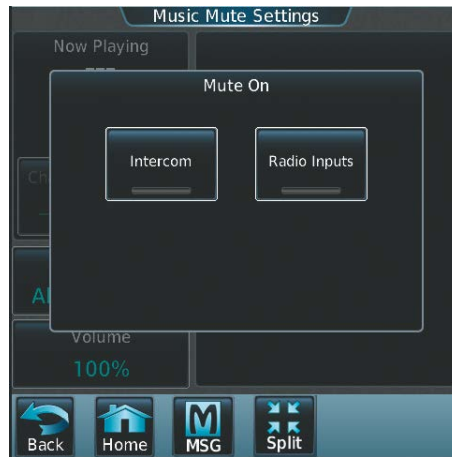 Music Mute Settings
Now Playing
Mute On
Intercom
Radio Inputs
Volume
100%
Back
Home
MSG
Split